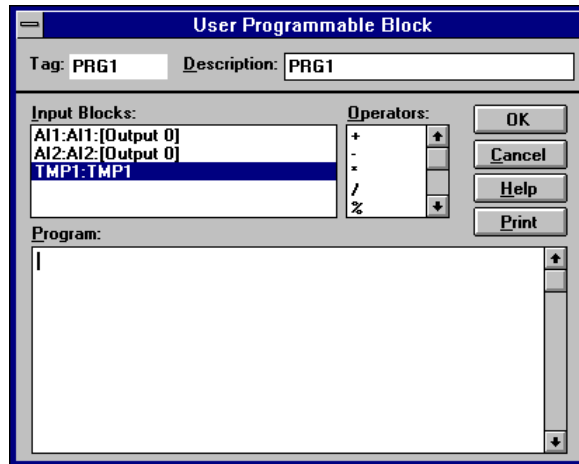 User Programmable Block
Tag: PRG1 Description: PRG1
Input Blocks:
AI1:AI1:[Output 0]
AI2:AI2:[Output 0]
TMP1:TMP1
Operators:
+
-
*
/
%
OK
Cancel
Help
Print
Program: